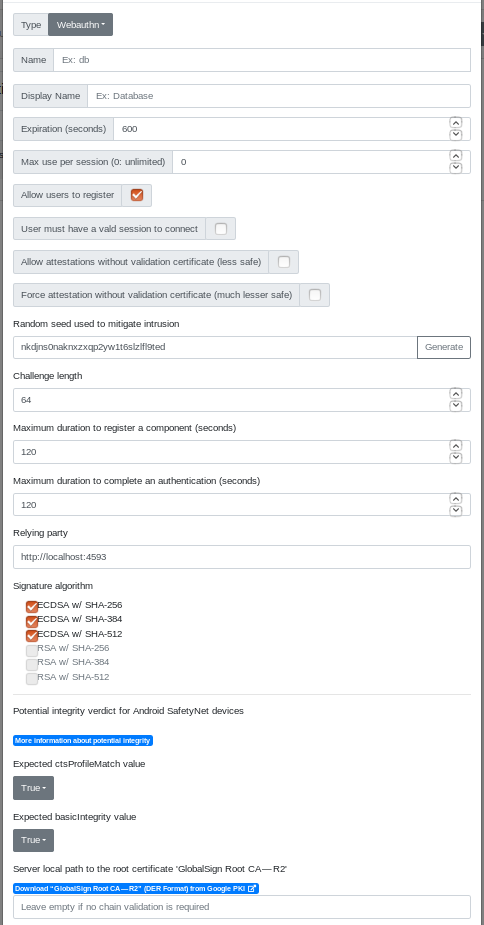 Type Webauthn
Name Ex: db
Display Name Ex: Database
Expiration (seconds) 600
Max use per session (0: unlimited) 0
Allow users to register
User must have a vald session to connect
Allow attestations without validation certificate (less safe)
Force attestation without validation certificate (much lesser safe)
Random seed used to mitigate intrusion
Generate
Challenge length
64
Maximum duration to register a component (seconds)
120
Maximum duration to complete an authentication (seconds)
120
Relying party
http://localhost:4593
Signature algorithm
ECDSA w/ SHA-256
ECDSA w/ SHA-384
ECDSA w/ SHA-512
RSA w/ SHA-256
RSA w/ SHA-384
RSA w/ SHA-512
Potential integrity verdict for Android SafetyNet devices
More information about potential integrity
Expected ctsProfileMatch value
True
Expected basicIntegrity value
True
Server local path to the root certificate 'GlobalSign Root CA—R2'
Download "GlobalSign Root CA—R2" (DER Format) from Google PKI
Leave empty if no chain validation is required